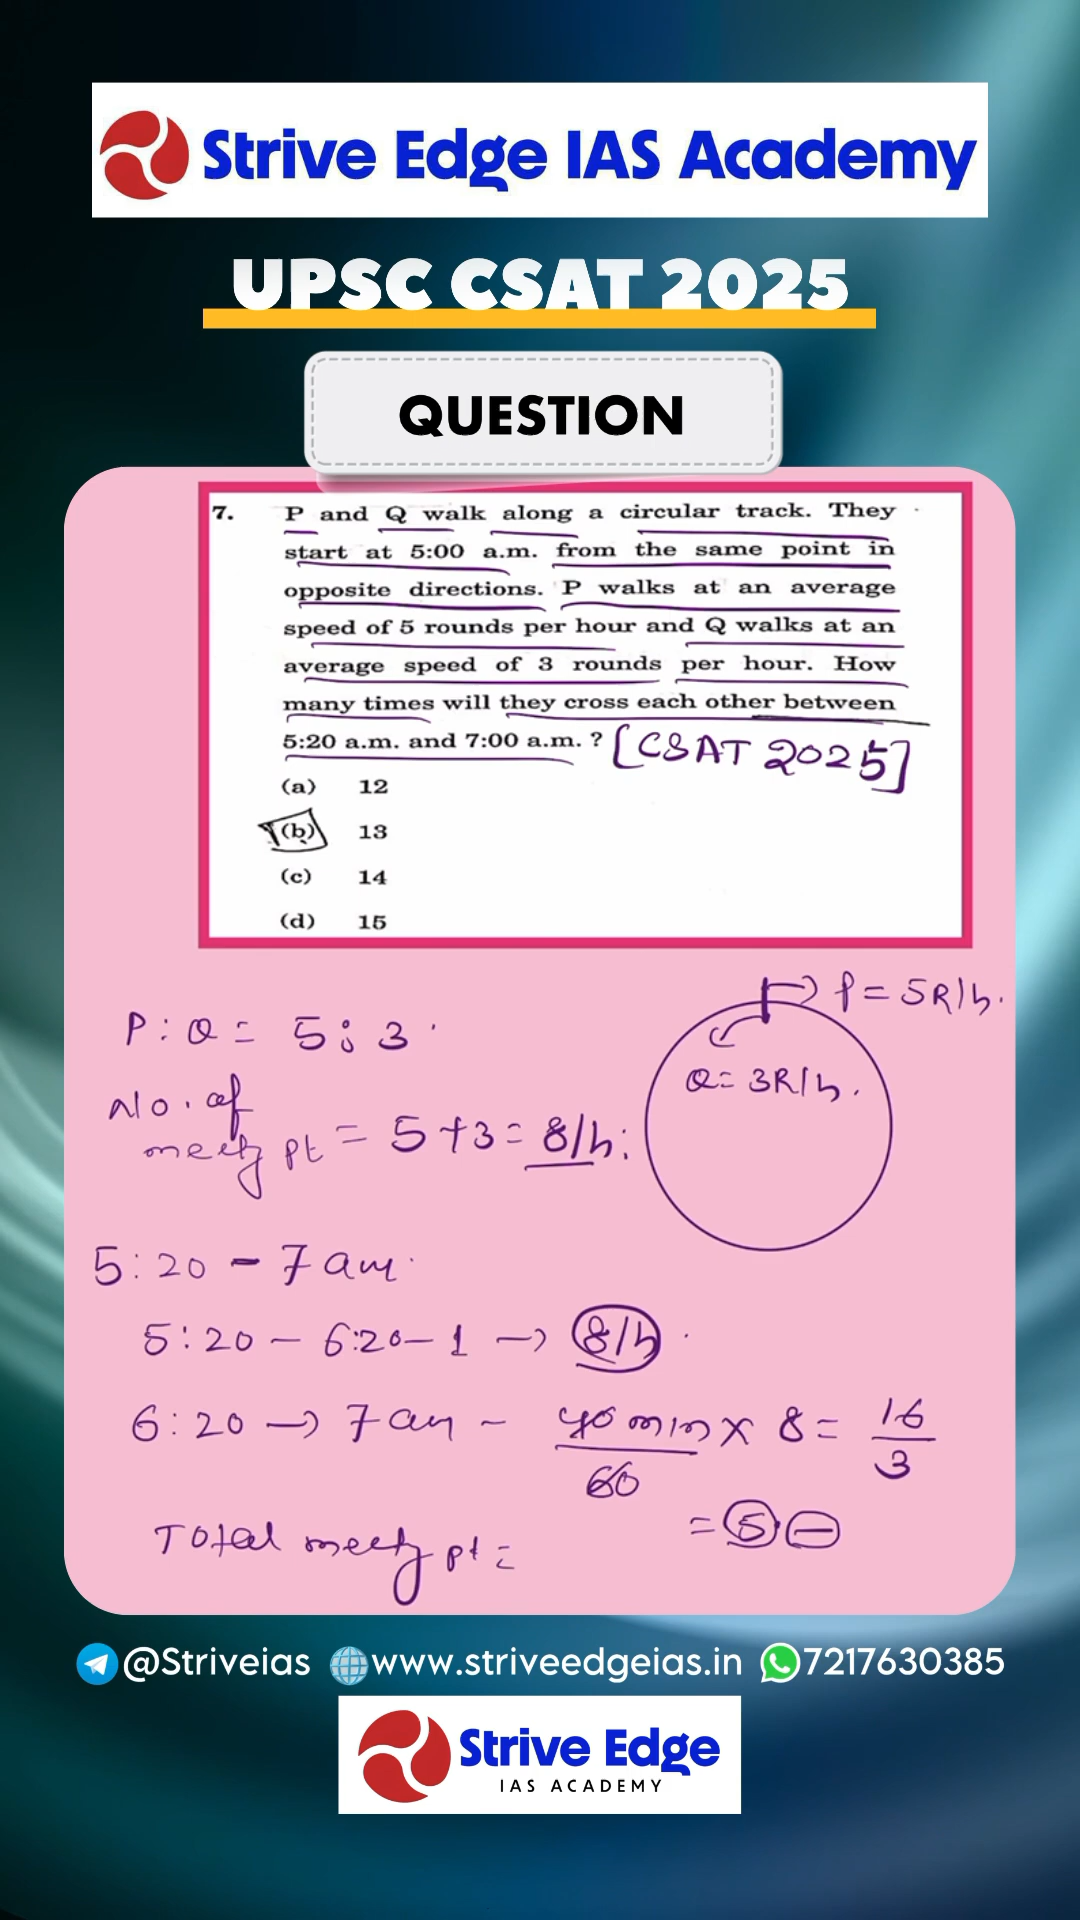 Strive Edge IAS Academy
UPSC CSAT 2025
QUESTION
7. P and Q walk along a circular track. They
start at 5:00 a.m. from the same point in
opposite directions. P walks at an average
speed of 5 rounds per hour and Q walks at an
average speed of 3 rounds per hour. How
many times will they cross each other between
5:20 a.m. and 7:00 a.m. ? [CSAT 2025]
(a) 12
(b) 13
(c) 14
(d) 15
P = 5R/h.
Q = 3R/h.
P : Q = 5 : 3
No. of
meety pt = 5 + 3 = 8/h
5:20 - 7 am
5:20 - 6:20 - 1 → 8/h
6:20 → 7 am - 40 min/60 × 8 = 16/3
= 5 -
Total meety pt =
@Striveias www.striveedgeias.in 7217630385
Strive Edge
IAS ACADEMY